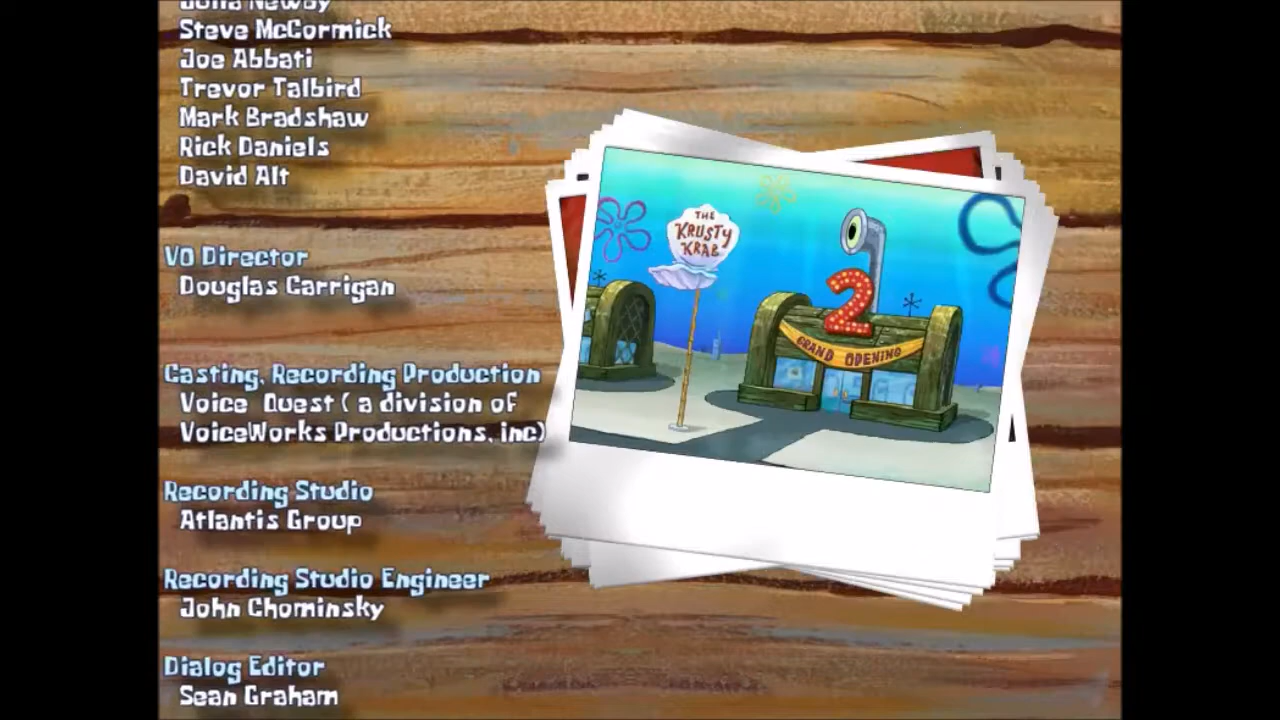 Steve McCormick
Joe Abbati
Trevor Talbird
Mark Bradshaw
Rick Daniels
David Alt
VO Director
Douglas Carrigan
Casting, Recording Production
Voice Quest ( a division of
VoiceWorks Productions, inc)
Recording Studio
Atlantis Group
Recording Studio Engineer
John Chominsky
Dialog Editor
Sean Graham
THE
KRUSTY
KRAB
2
GRAND OPENING